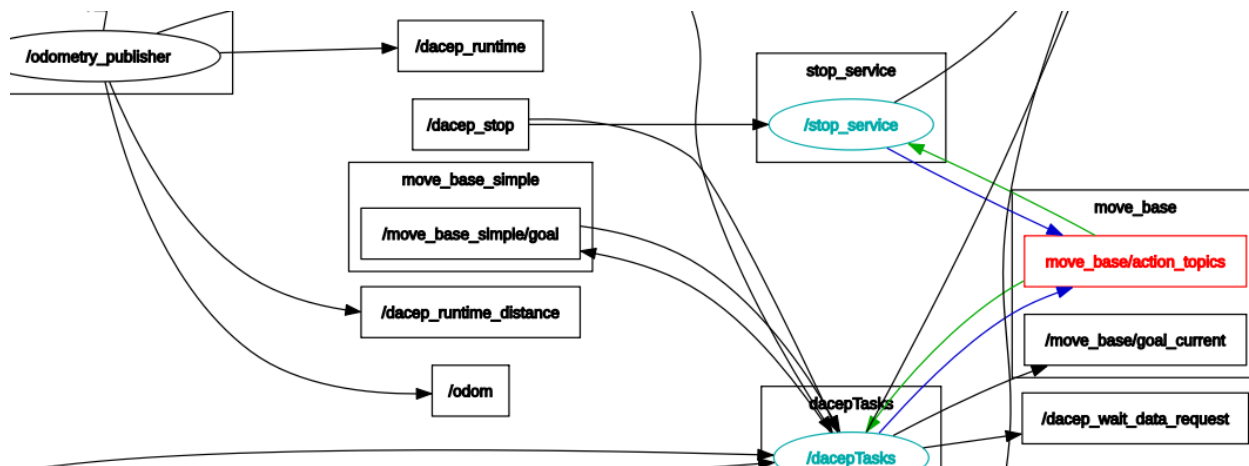 /odometry_publisher
/dacep_runtime
/dacep_stop
stop_service
/stop_service
move_base_simple
/move_base_simple/goal
move_base
move_base/action_topics
/dacep_runtime_distance
/move_base/goal_current
/odom
dacepTasks
/dacep_wait_data_request
/dacepTasks